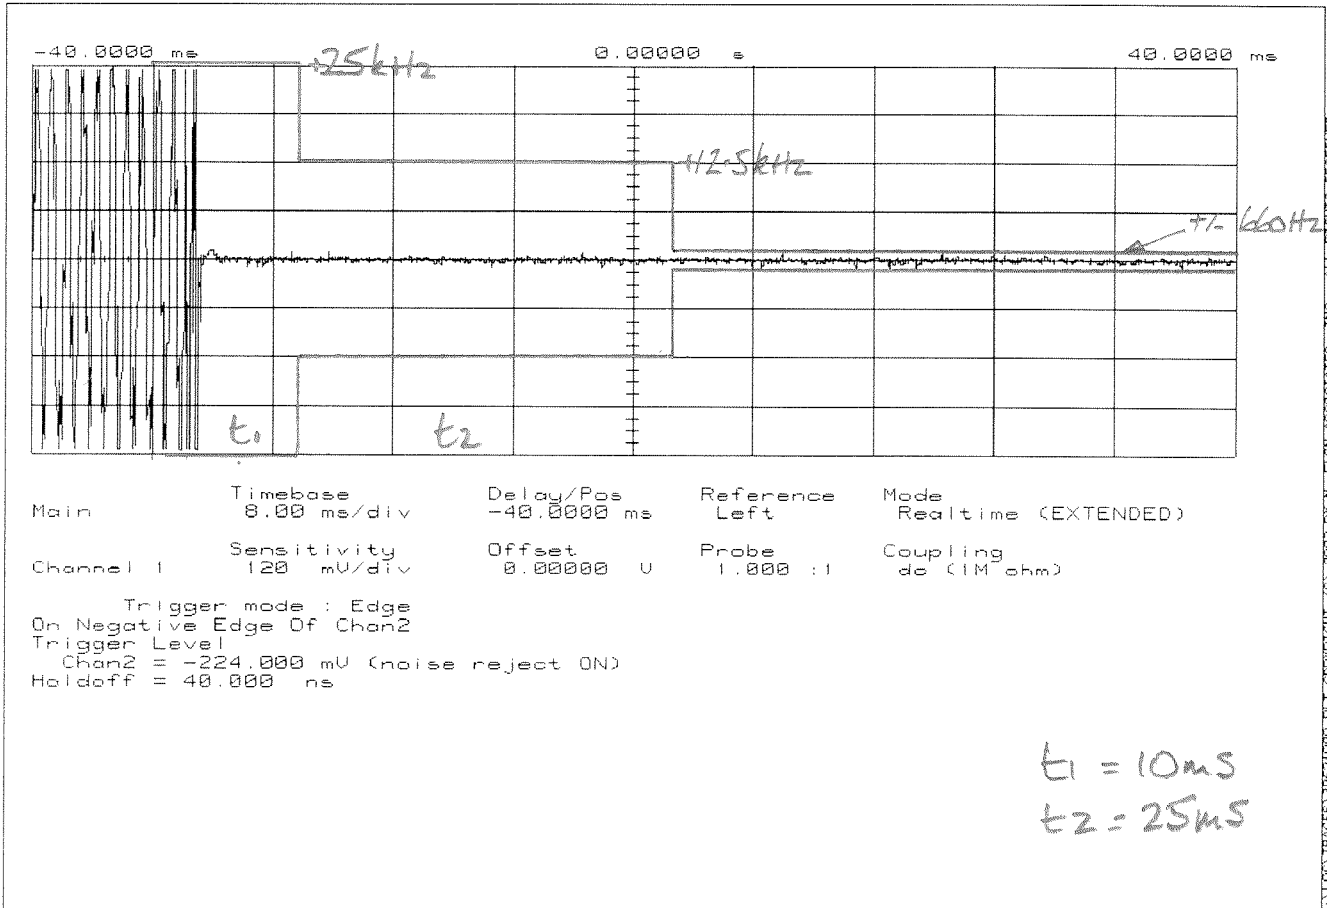 -40.0000 ms 0.00000 s 40.0000 ms
+25kHz
+12.5kHz
+/- 660Hz
t1 t2
Timebase Delay/Pos Reference Mode
Main 8.00 ms/div -40.0000 ms Left Realtime (EXTENDED)
Sensitivity Offset Probe Coupling
Channel 1 120 mV/div 0.00000 V 1.000 :1 dc (1M ohm)
Trigger mode : Edge
On Negative Edge Of Chan2
Trigger Level
Chan2 = -224.000 mV (noise reject ON)
Holdoff = 40.000 ns
t1 = 10mS
t2 = 25mS